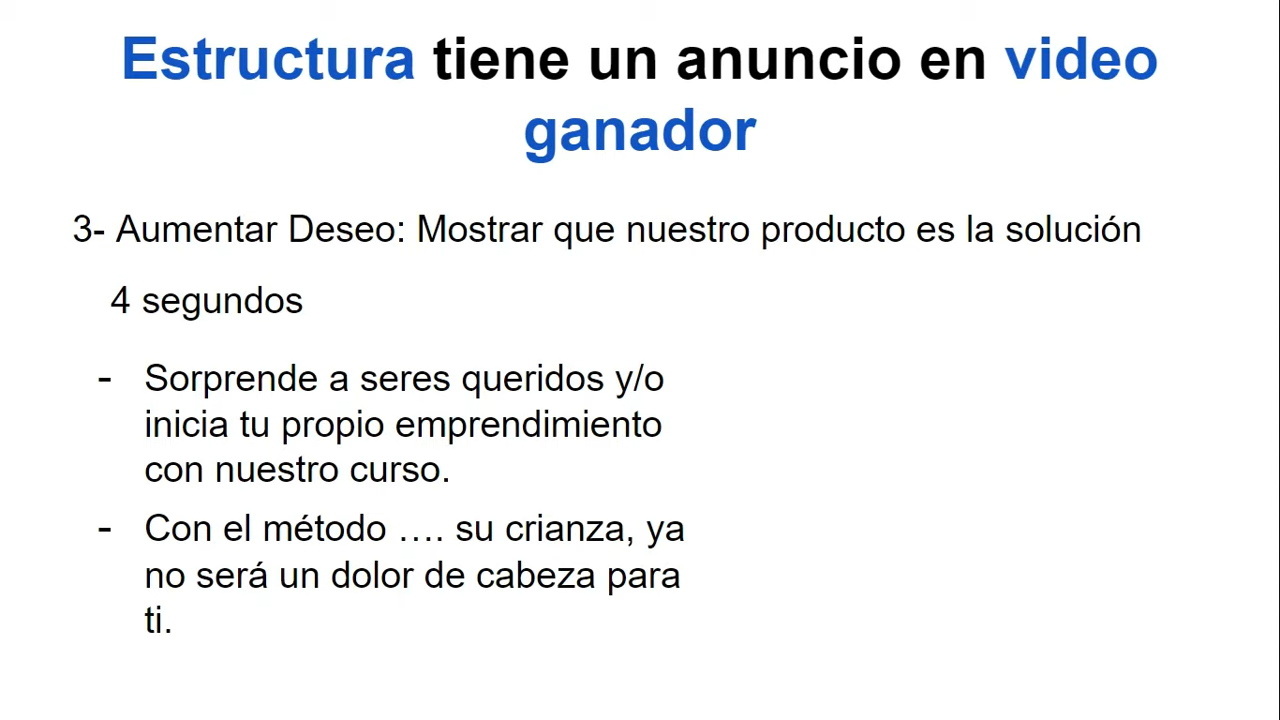 Estructura tiene un anuncio en video
ganador
3- Aumentar Deseo: Mostrar que nuestro producto es la solución
4 segundos
- Sorprende a seres queridos y/o
inicia tu propio emprendimiento
con nuestro curso.
- Con el método …. su crianza, ya
no será un dolor de cabeza para
ti.